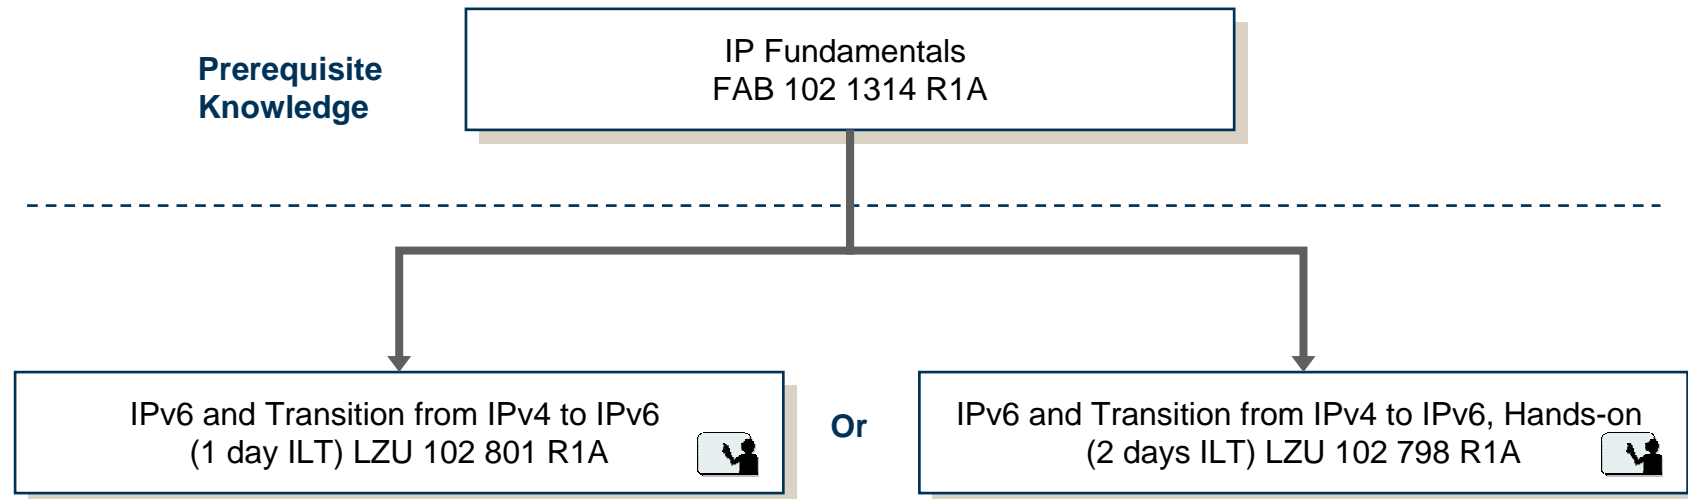 Prerequisite
Knowledge
IP Fundamentals
FAB 102 1314 R1A
IPv6 and Transition from IPv4 to IPv6
(1 day ILT) LZU 102 801 R1A
Or
IPv6 and Transition from IPv4 to IPv6, Hands-on
(2 days ILT) LZU 102 798 R1A